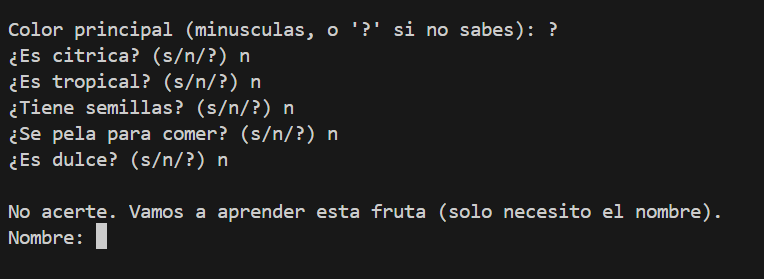 Color principal (minusculas, o '?' si no sabes): ?
¿Es citrica? (s/n/?) n
¿Es tropical? (s/n/?) n
¿Tiene semillas? (s/n/?) n
¿Se pela para comer? (s/n/?) n
¿Es dulce? (s/n/?) n
No acerte. Vamos a aprender esta fruta (solo necesito el nombre).
Nombre: